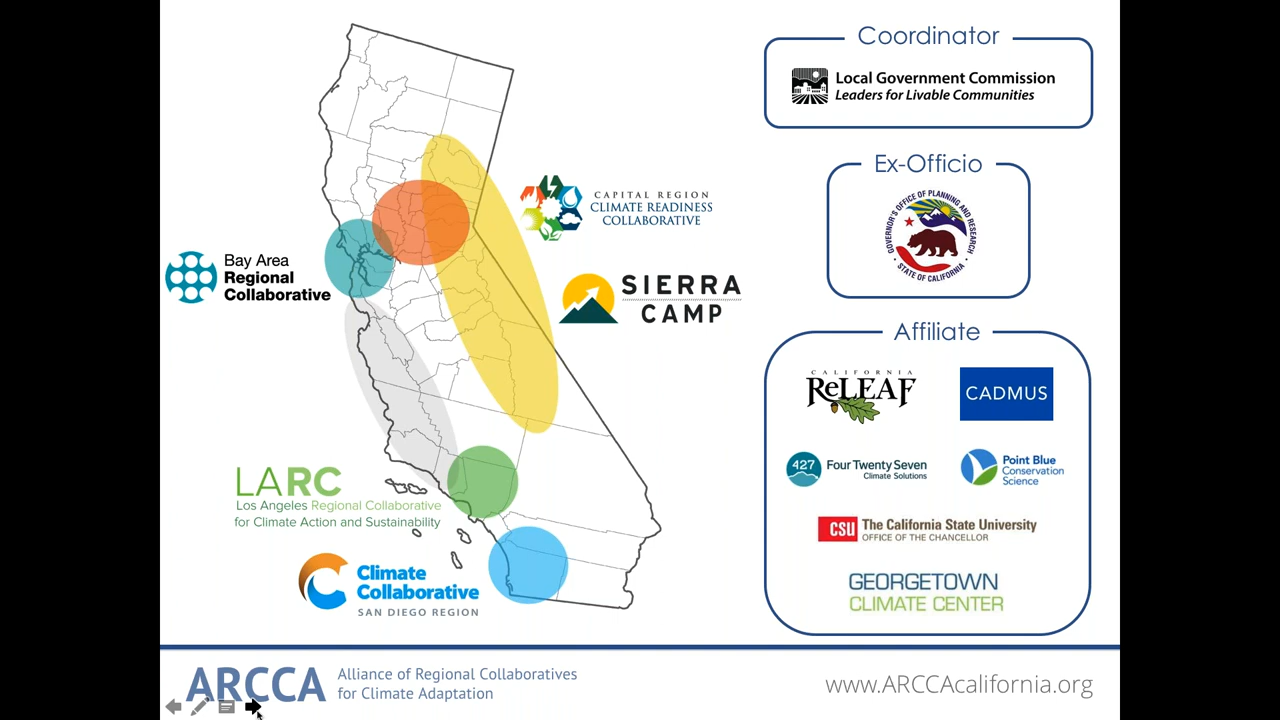 Coordinator
Local Government Commission
Leaders for Livable Communities
Ex-Officio
GOVERNOR'S OFFICE OF PLANNING AND RESEARCH
• STATE OF CALIFORNIA •
CAPITAL REGION
CLIMATE READINESS
COLLABORATIVE
Bay Area
Regional
Collaborative
SIERRA
CAMP
Affiliate
CALIFORNIA
ReLEAF
CADMUS
427
Four Twenty Seven
Climate Solutions
Point Blue
Conservation
Science
CSU
The California State University
OFFICE OF THE CHANCELLOR
GEORGETOWN
CLIMATE CENTER
LARC
Los Angeles Regional Collaborative
for Climate Action and Sustainability
Climate
Collaborative
SAN DIEGO REGION
ARCCA
Alliance of Regional Collaboratives
for Climate Adaptation
www.ARCCAcalifornia.org